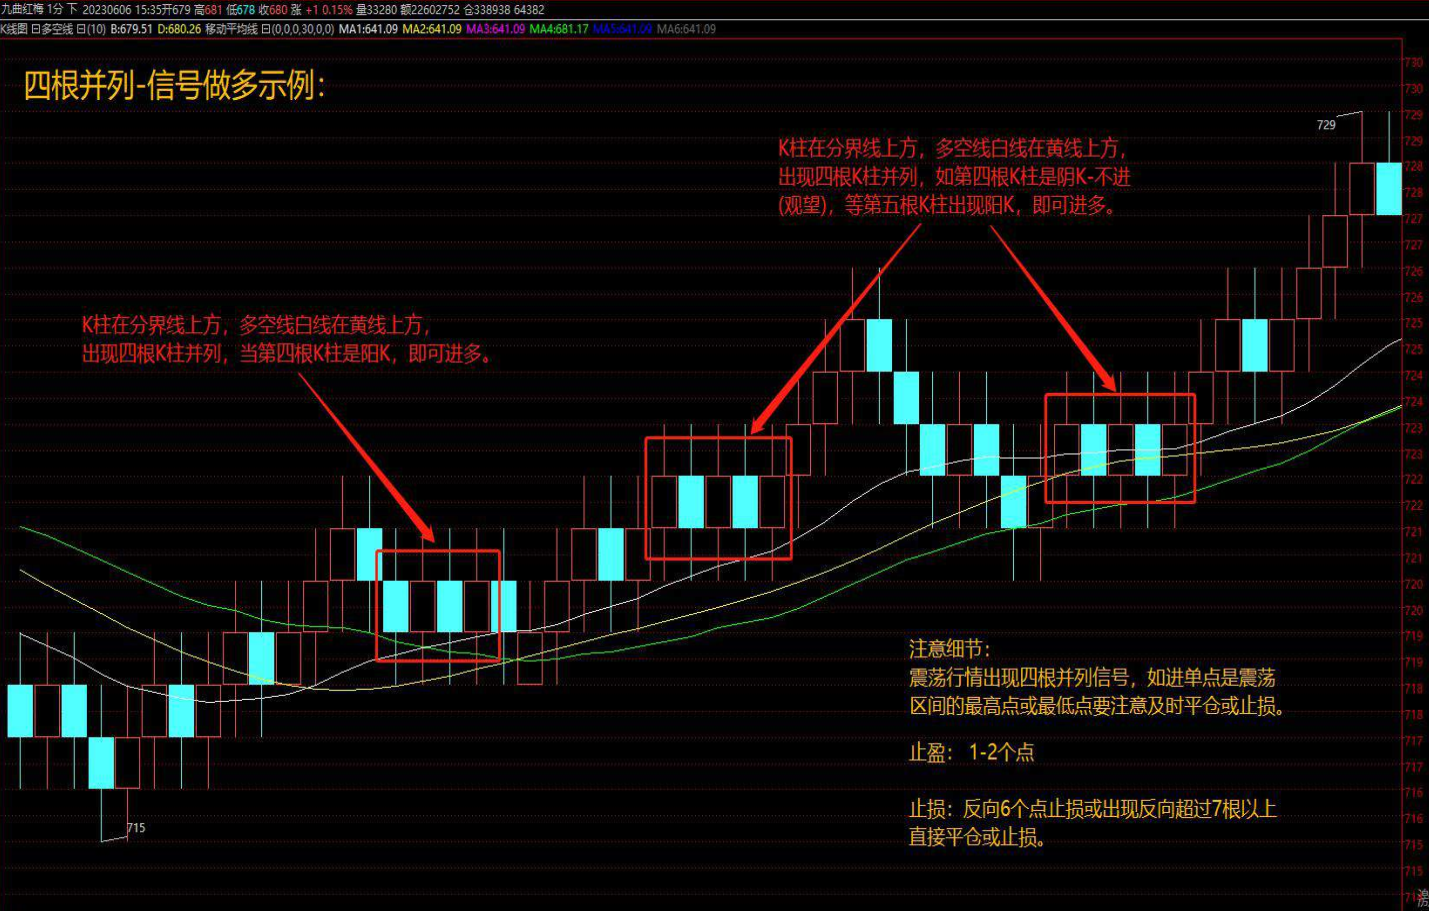 九曲红梅 1分 下 20230606 15:35开679 高681 低678 收680 涨 +1 0.15% 量33280 额22602752 仓338938 64382
K线图 日多空线 日(10) B:679.51 D:680.26 移动平均线 日(0,0,0,30,0,0) MA1:641.09 MA2:641.09 MA3:641.09 MA4:681.17 MA5:641.09 MA6:641.09
四根并列-信号做多示例:
730
730
729
729
729
K柱在分界线上方，多空线白线在黄线上方，
出现四根K柱并列，如第四根K柱是阴K-不进
(观望)，等第五根K柱出现阳K，即可进多。
728
728
727
727
726
726
K柱在分界线上方，多空线白线在黄线上方，
出现四根K柱并列，当第四根K柱是阳K，即可进多。
725
725
724
724
723
723
722
722
721
721
720
720
719
719
注意细节:
震荡行情出现四根并列信号，如进单点是震荡
区间的最高点或最低点要注意及时平仓或止损。
718
718
717
717
止盈: 1-2个点
716
716
715
止损: 反向6个点止损或出现反向超过7根以上
直接平仓或止损。
715
715
激